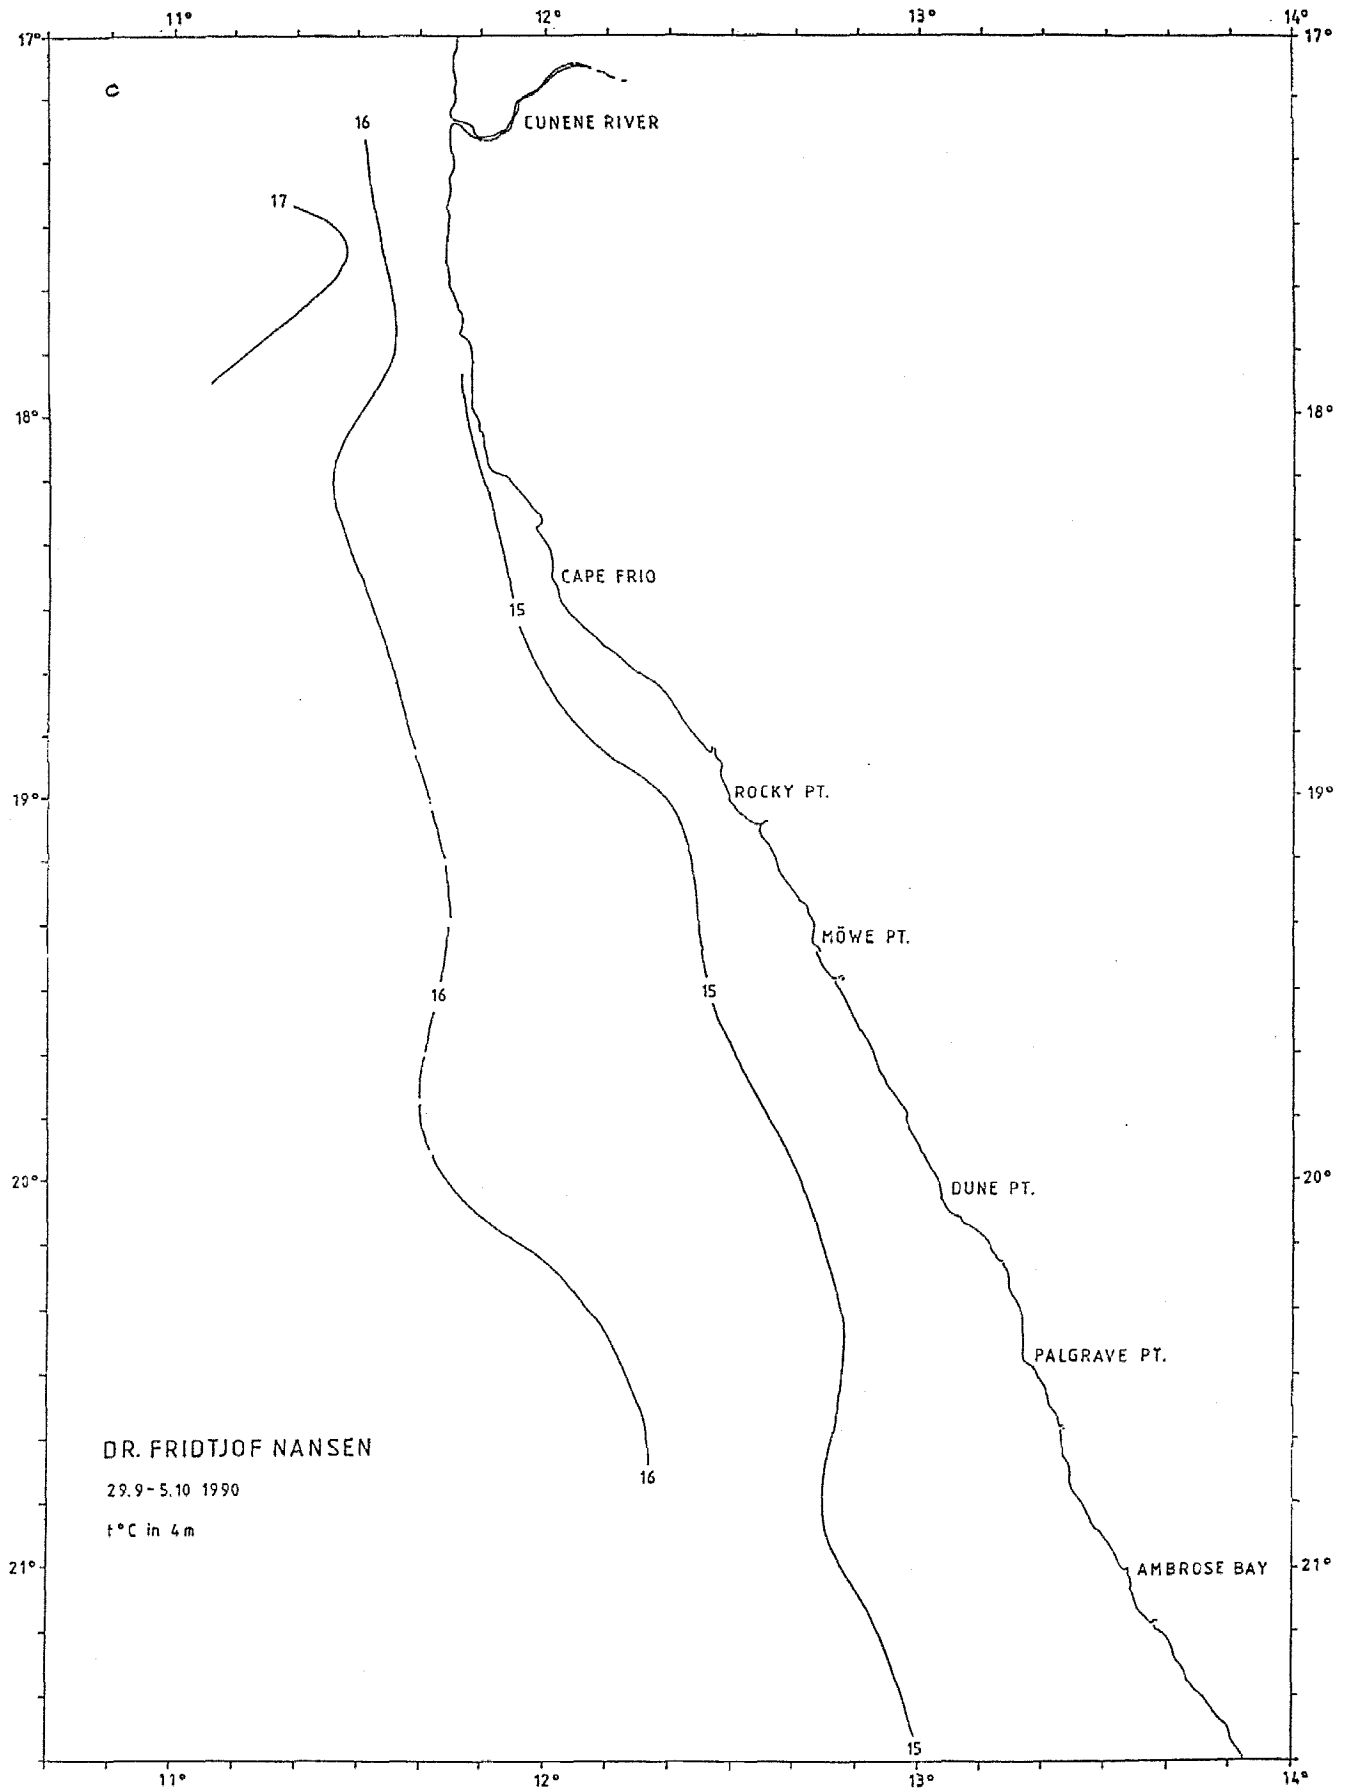 11° 12° 13° 14°
17° 17°
C
16
CUNENE RIVER
17
18° 18°
CAPE FRIO
15
ROCKY PT.
19° 19°
MÖWE PT.
16 15
20° 20°
DUNE PT.
PALGRAVE PT.
DR. FRIDTJOF NANSEN
16
29.9-5.10 1990
t°C in 4m
21° 21°
AMBROSE BAY
15
11° 12° 13° 14°